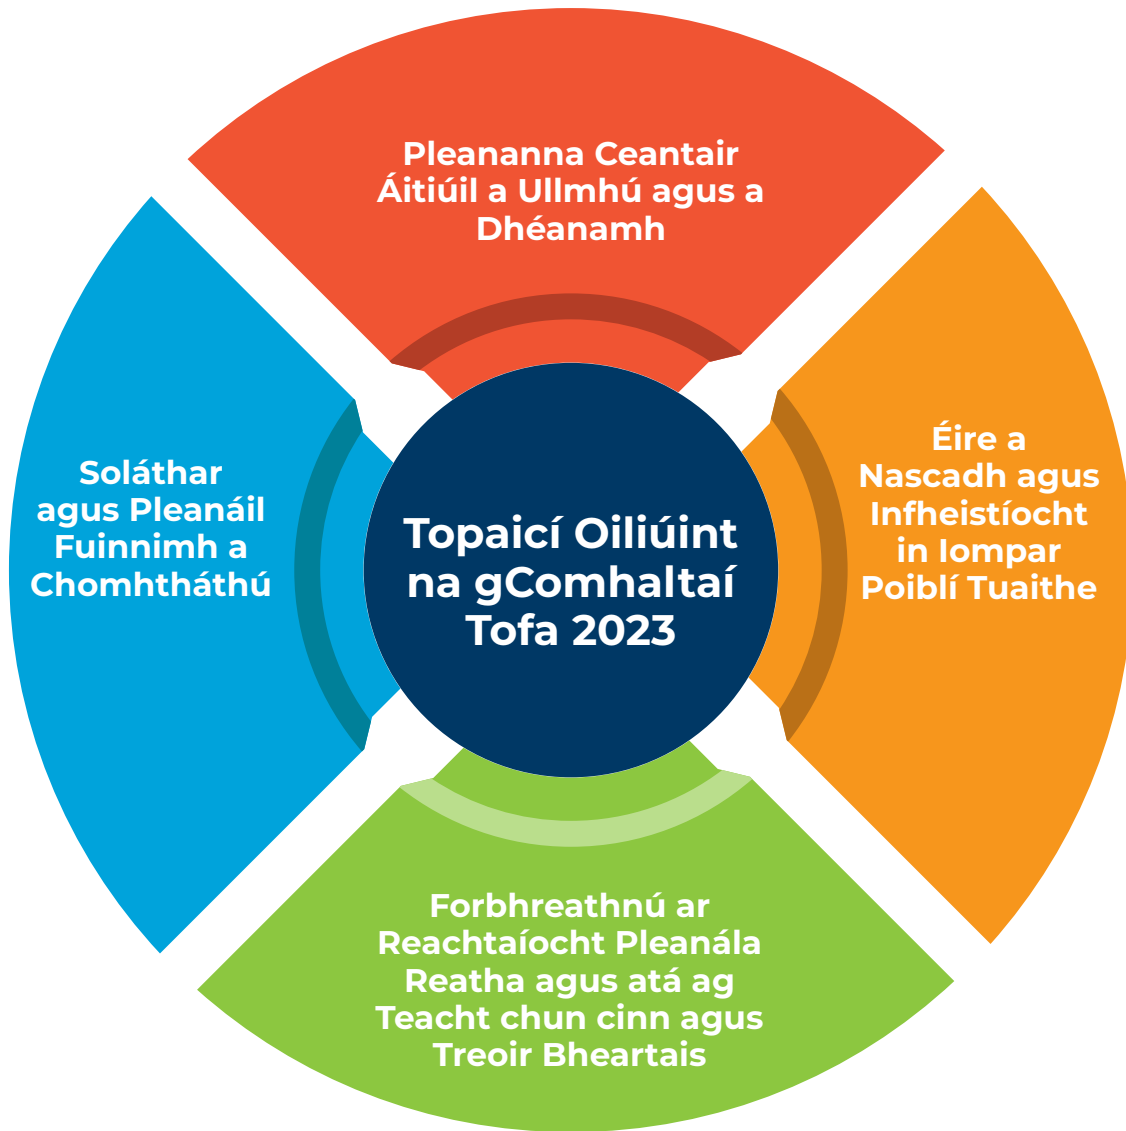 Pleananna Ceantair
Áitiúil a Ullmhú agus a
Dhéanamh
Éire a
Nascadh agus
Infheistíocht
in Iompar
Poiblí Tuaithe
Soláthar
agus Pleanáil
Fuinnimh a
Chomhtháthú
Topaicí Oiliúint
na gComhaltaí
Tofa 2023
Forbhreathnú ar
Reachtaíocht Pleanála
Reatha agus atá ag
Teacht chun cinn agus
Treoir Bheartais